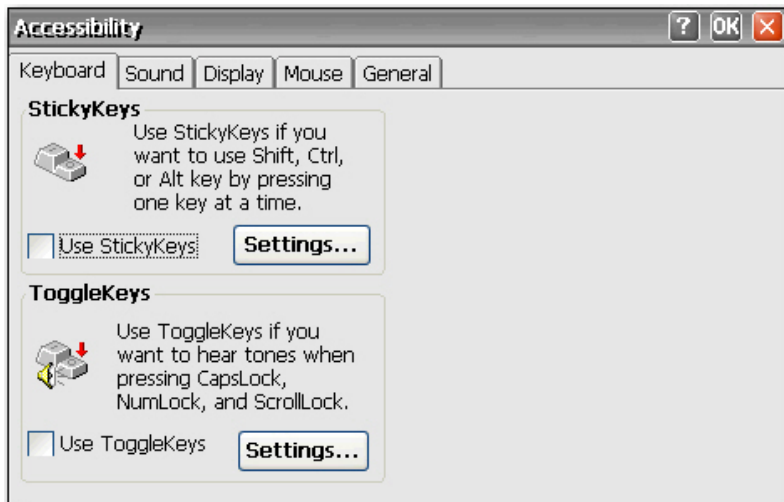 Accessibility ? OK X
Keyboard Sound Display Mouse General
StickyKeys
Use StickyKeys if you
want to use Shift, Ctrl,
or Alt key by pressing
one key at a time.
Use StickyKeys Settings...
ToggleKeys
Use ToggleKeys if you
want to hear tones when
pressing CapsLock,
NumLock, and ScrollLock.
Use ToggleKeys Settings...